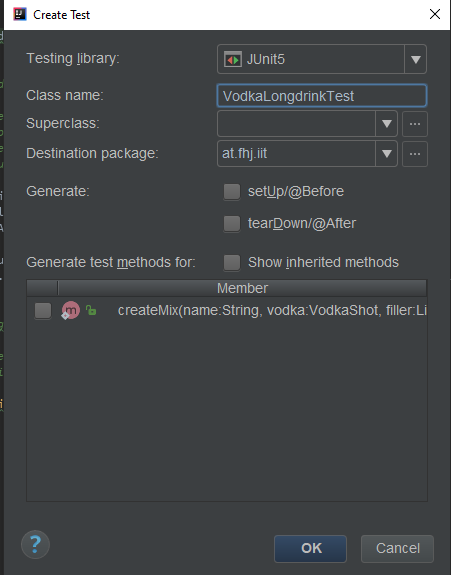 Create Test
Testing library:
JUnit5
Class name:
VodkaLongdrinkTest
Superclass:
Destination package:
at.fhj.iit
Generate:
setUp/@Before
tearDown/@After
Generate test methods for:
Show inherited methods
Member
m
createMix(name:String, vodka:VodkaShot, filler:Li
?
OK
Cancel